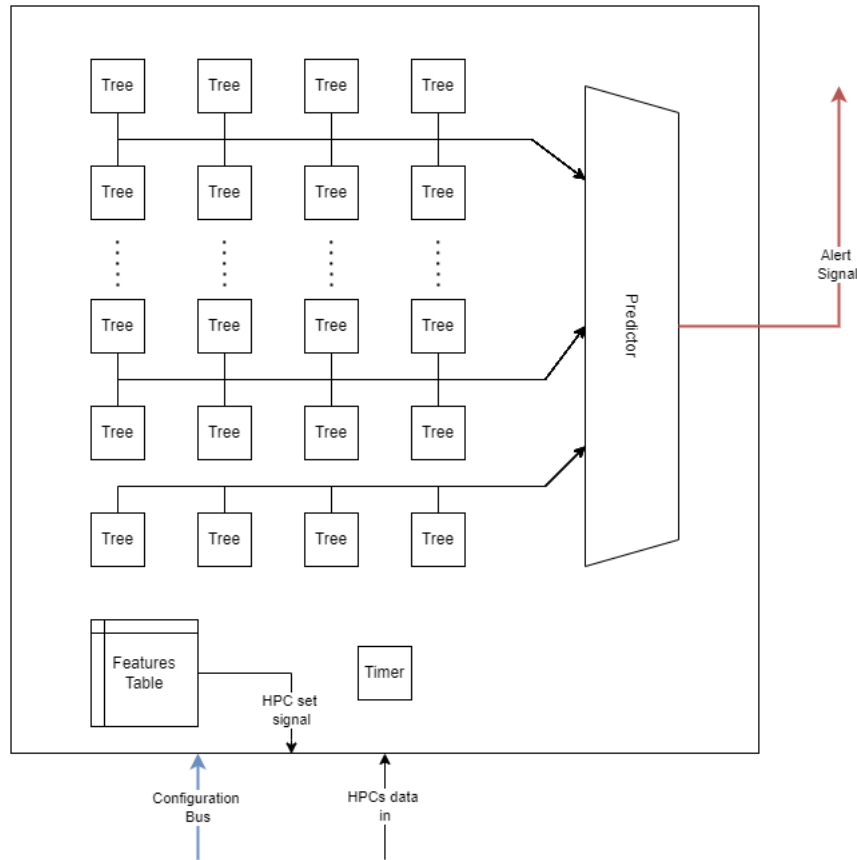 Tree Tree Tree Tree
Tree Tree Tree Tree
Alert
Signal
Predictor
Tree Tree Tree Tree
Tree Tree Tree Tree
Tree Tree Tree Tree
Features
Table
Timer
HPC set
signal
Configuration
Bus
HPCs data
in